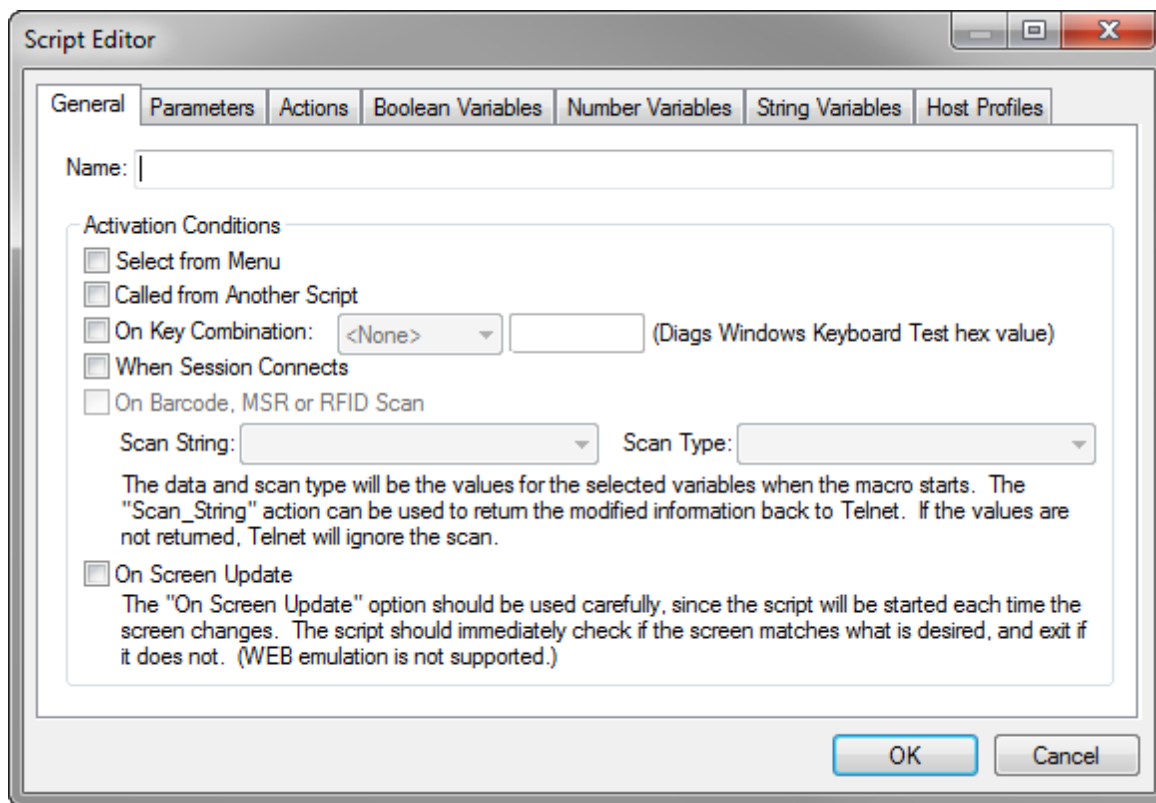 Script Editor
General Parameters Actions Boolean Variables Number Variables String Variables Host Profiles
Name:
Activation Conditions
Select from Menu
Called from Another Script
On Key Combination: <None> (Diags Windows Keyboard Test hex value)
When Session Connects
On Barcode, MSR or RFID Scan
Scan String: Scan Type:
The data and scan type will be the values for the selected variables when the macro starts. The
"Scan_String" action can be used to return the modified information back to Telnet. If the values are
not returned, Telnet will ignore the scan.
On Screen Update
The "On Screen Update" option should be used carefully, since the script will be started each time the
screen changes. The script should immediately check if the screen matches what is desired, and exit if
it does not. (WEB emulation is not supported.)
OK Cancel